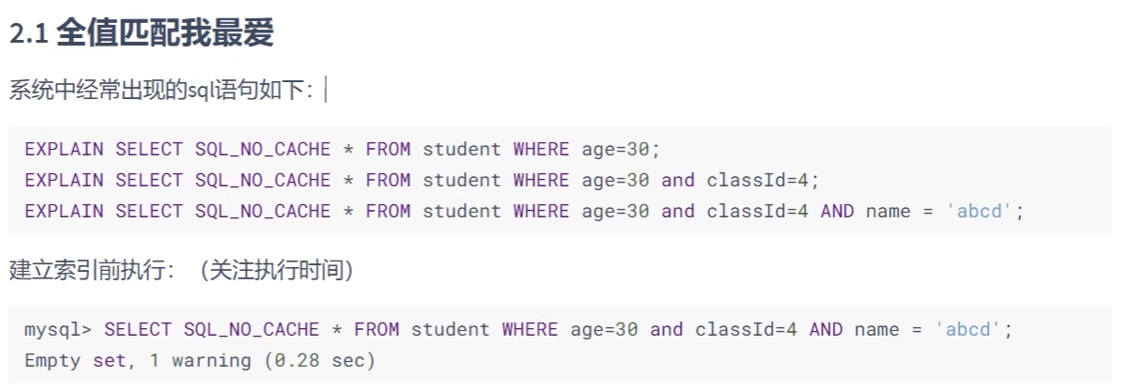 2.1 全值匹配我最爱
系统中经常出现的sql语句如下：
EXPLAIN SELECT SQL_NO_CACHE * FROM student WHERE age=30;
EXPLAIN SELECT SQL_NO_CACHE * FROM student WHERE age=30 and classId=4;
EXPLAIN SELECT SQL_NO_CACHE * FROM student WHERE age=30 and classId=4 AND name = 'abcd';
建立索引前执行：（关注执行时间）
mysql> SELECT SQL_NO_CACHE * FROM student WHERE age=30 and classId=4 AND name = 'abcd';
Empty set, 1 warning (0.28 sec)